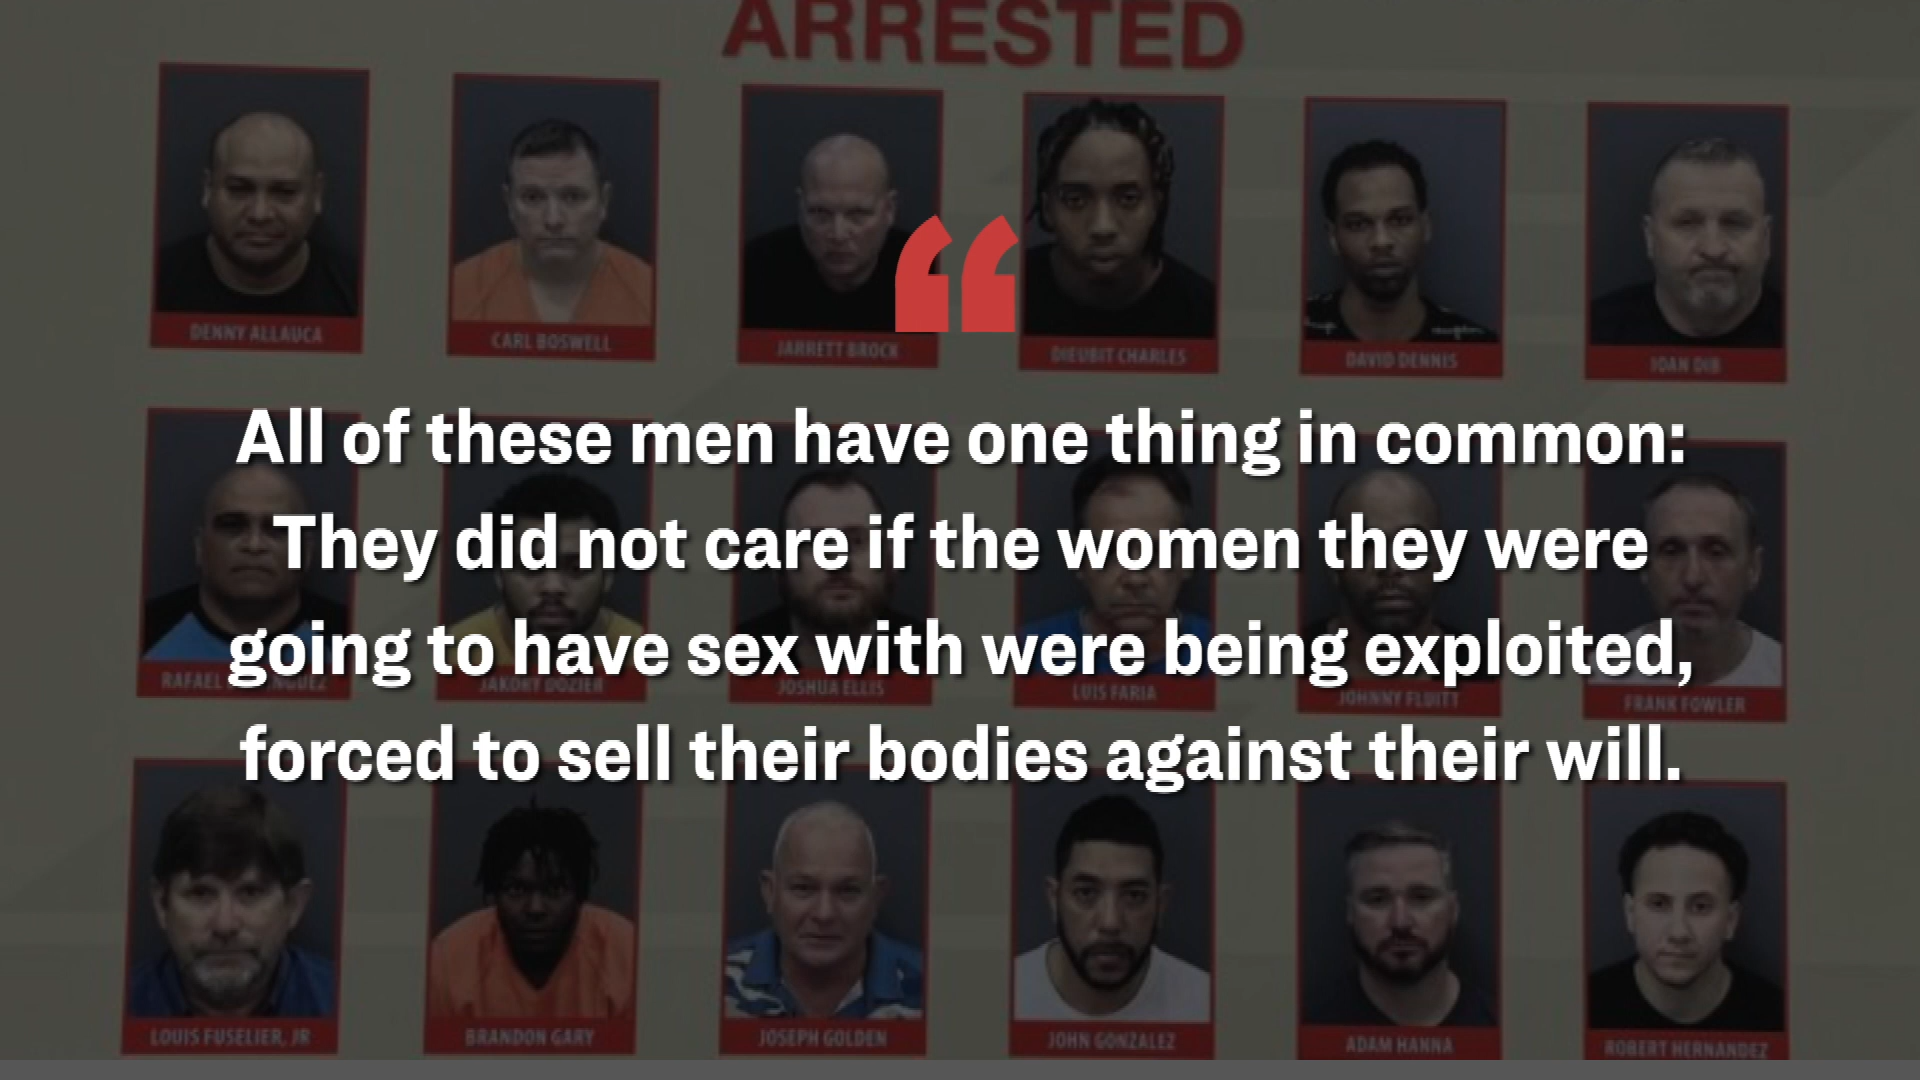 ARRESTED
DENNY ALLAUCA
CARL BOSWELL
JARRETT BROCK
DIEUBIT CHARLES
DAVID DENNIS
IOAN DIB
“
All of these men have one thing in common:
They did not care if the women they were
going to have sex with were being exploited,
forced to sell their bodies against their will.
RAFAEL
JAKORY DOZIER
JOSHUA ELLIS
LUIS FARIA
JOHNNY FLUITT
FRANK FOWLER
LOUIS FUSELIER, JR
BRANDON GARY
JOSEPH GOLDEN
JOHN GONZALEZ
ADAM HANNA
ROBERT HERNANDEZ